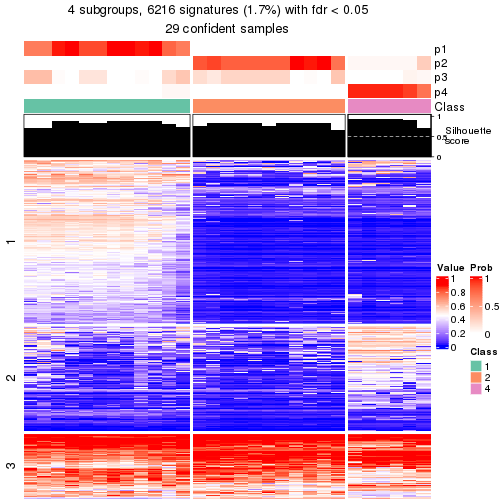 4 subgroups, 6216 signatures (1.7%) with fdr < 0.05
29 confident samples
p1
p2
p3
p4
Class
1
0.5
0
Silhouette
score
1
2
3
Value
1
0.8
0.6
0.4
0.2
0
Prob
1
0.5
0
Class
1
2
4